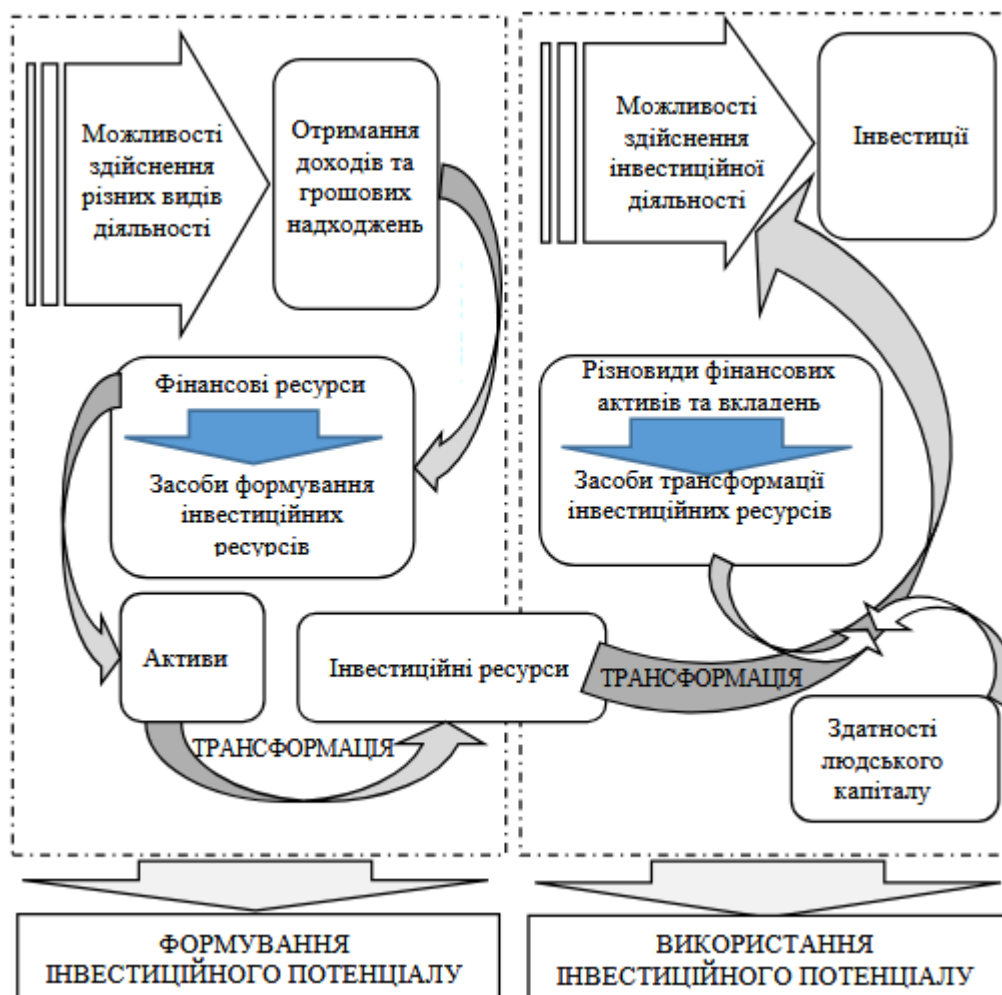 Можливості
здійснення
різних видів
діяльності
Отримання
доходів та
грошових
надходжень
Фінансові ресурси
Засоби формування
інвестиційних
ресурсів
Активи
ТРАНСФОРМАЦІЯ
Інвестиційні ресурси
ФОРМУВАННЯ
ІНВЕСТИЦІЙНОГО ПОТЕНЦІАЛУ
Можливості
здійснення
інвестиційної
діяльності
Інвестиції
Різновиди фінансових
активів та вкладень
Засоби трансформації
інвестиційних ресурсів
ТРАНСФОРМАЦІЯ
Здатності
людського
капіталу
ВИКОРИСТАННЯ
ІНВЕСТИЦІЙНОГО ПОТЕНЦІАЛУ